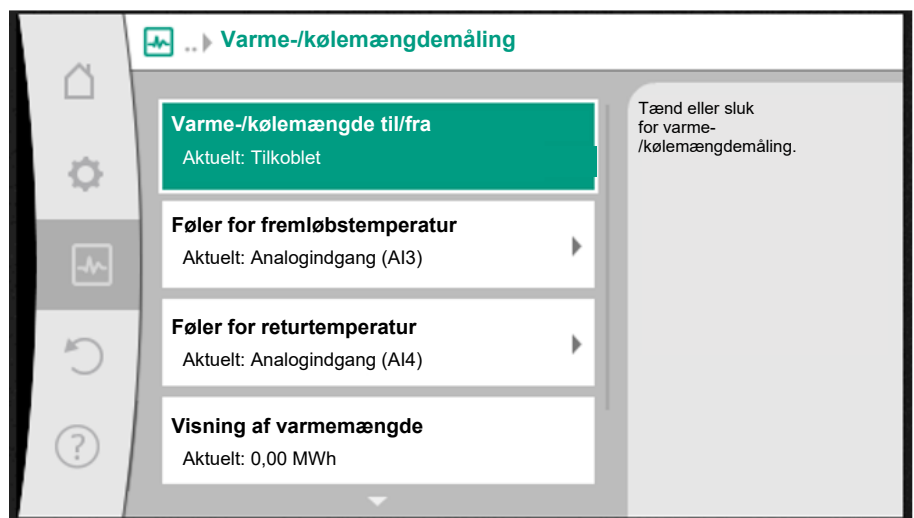 .. Varme-/kølemængdemåling
Varme-/kølemængde til/fra
Aktuelt: Tilkoblet
Føler for fremløbstemperatur
Aktuelt: Analogindgang (AI3)
Føler for returtemperatur
Aktuelt: Analogindgang (AI4)
Visning af varmemængde
Aktuelt: 0,00 MWh
Tænd eller sluk
for varme-
/kølemængdemåling.
?